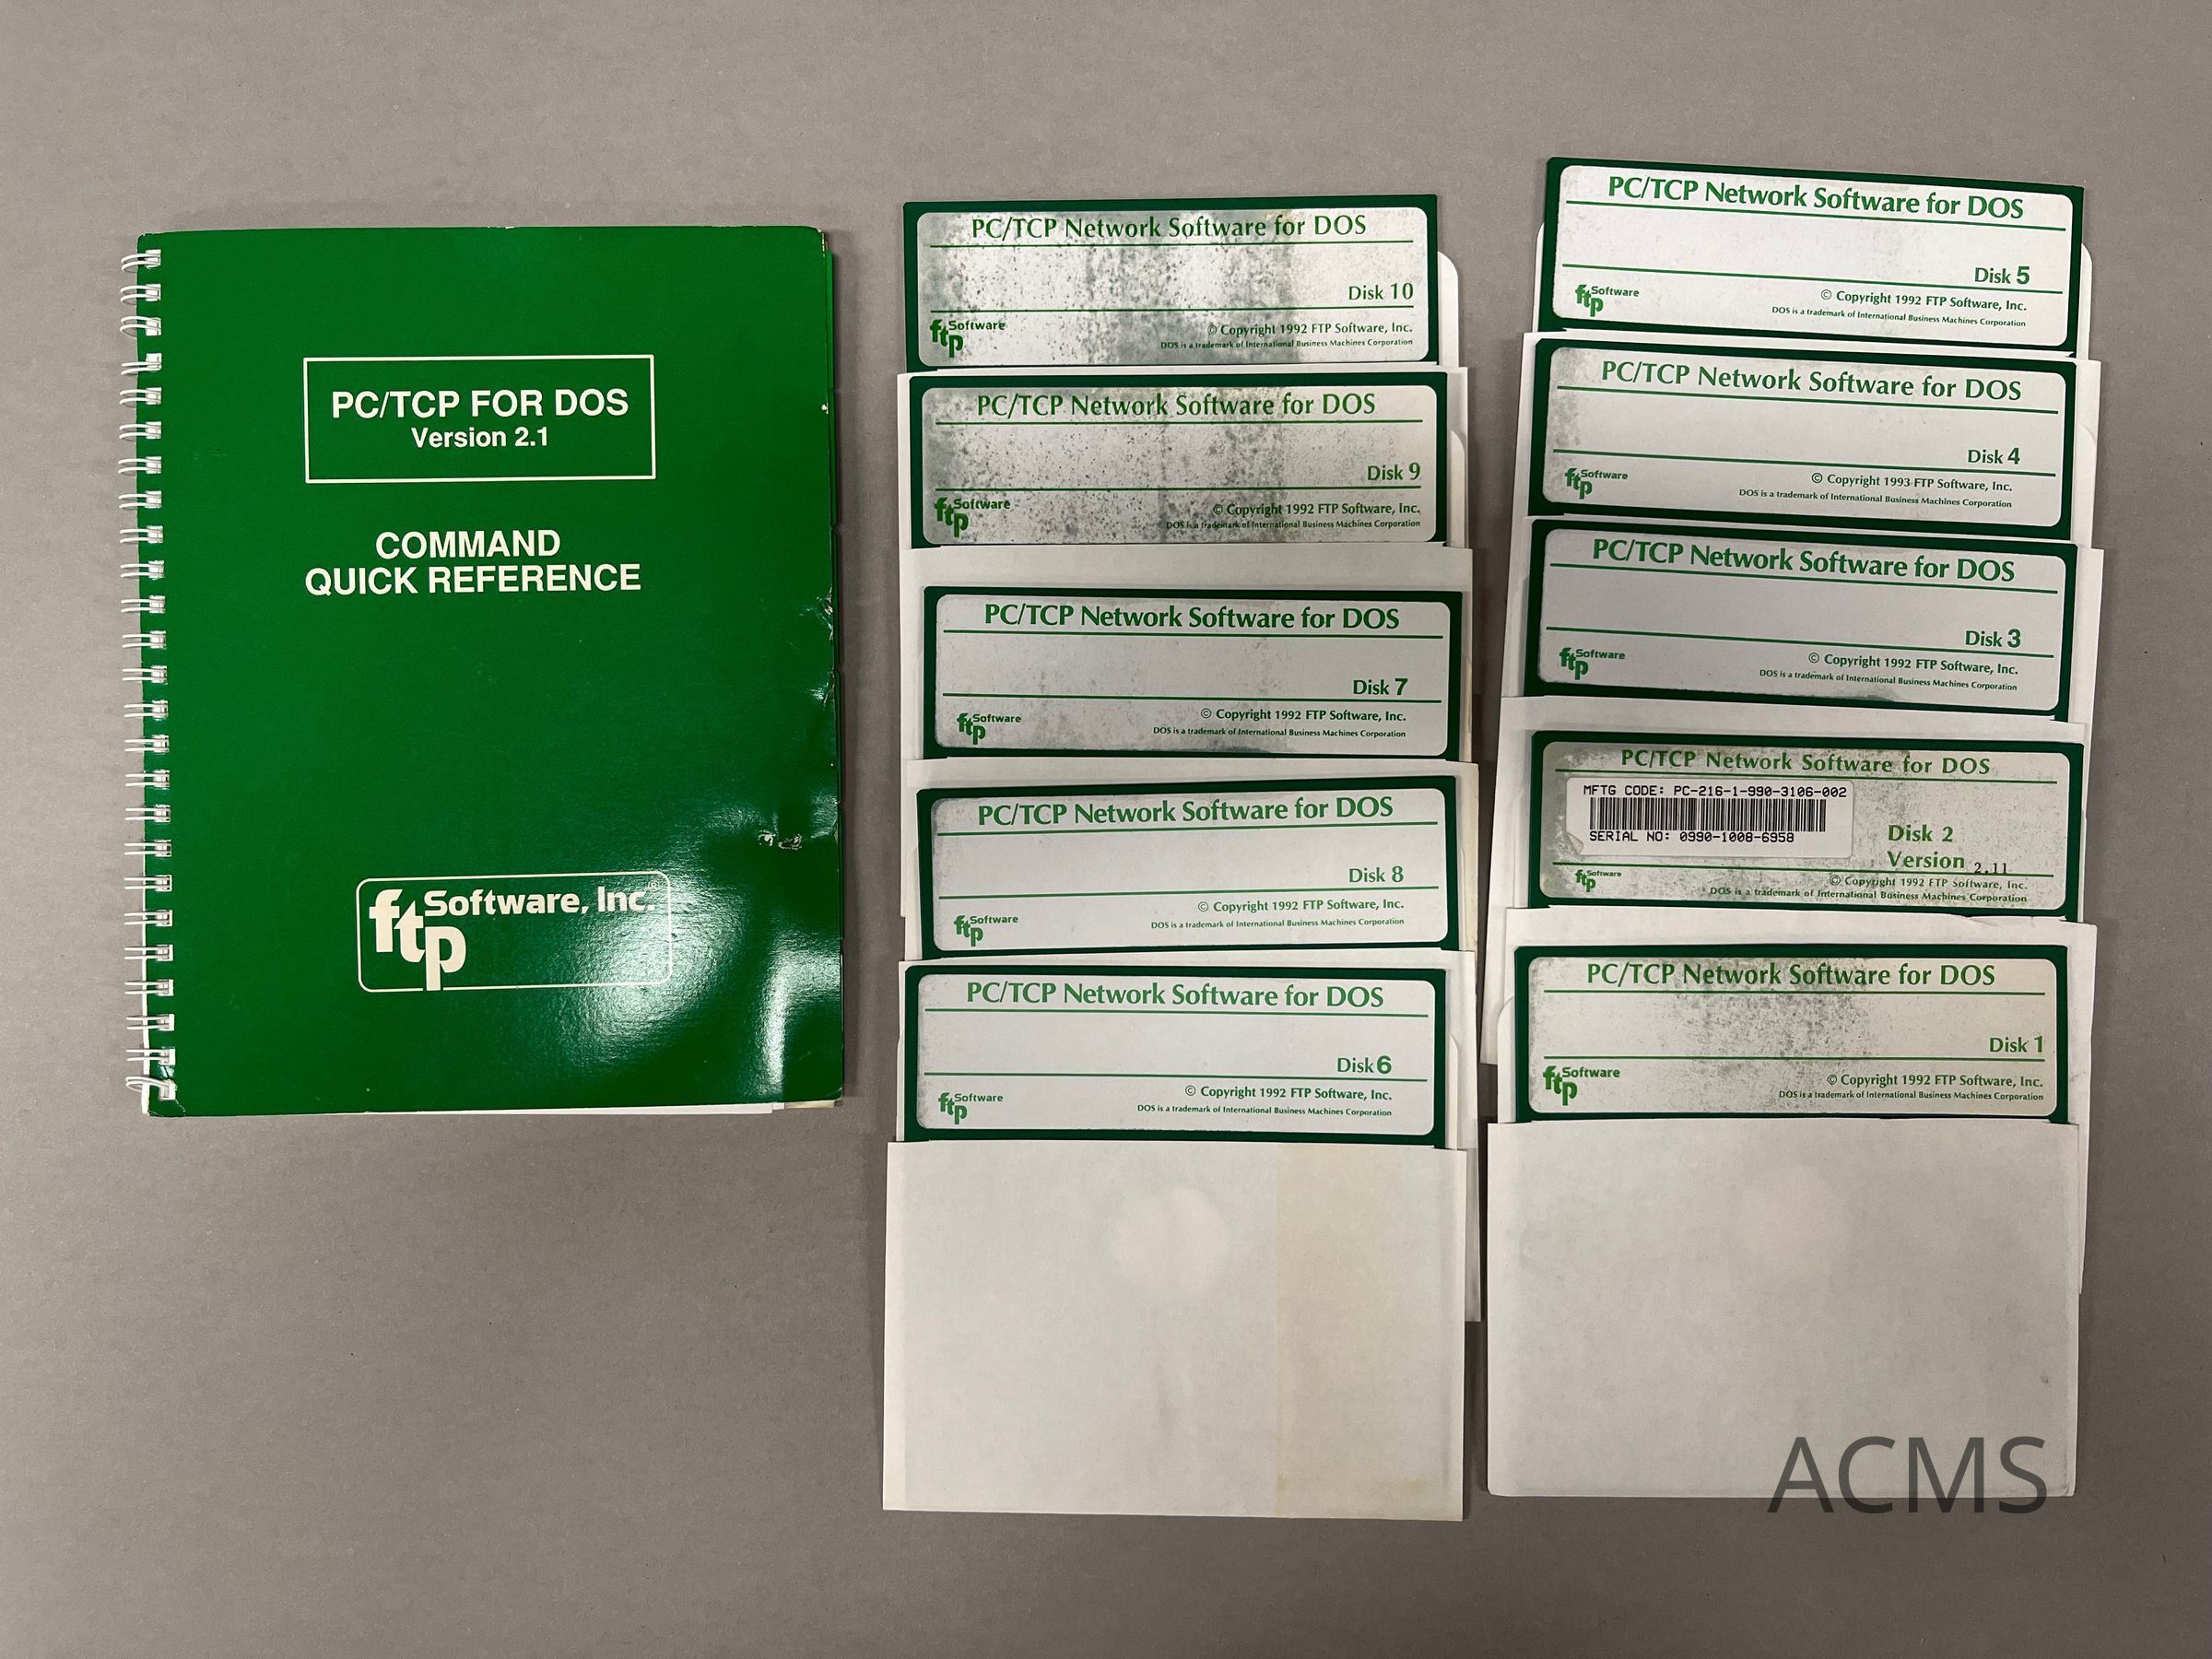 PC/TCP FOR DOS
Version 2.1
COMMAND
QUICK REFERENCE
ftp Software, Inc.®
PC/TCP Network Software for DOS
Disk 10
ftp Software
© Copyright 1992 FTP Software, Inc.
DOS is a trademark of International Business Machines Corporation
PC/TCP Network Software for DOS
Disk 9
ftp Software
© Copyright 1992 FTP Software, Inc.
DOS is a trademark of International Business Machines Corporation
PC/TCP Network Software for DOS
Disk 7
ftp Software
© Copyright 1992 FTP Software, Inc.
DOS is a trademark of International Business Machines Corporation
PC/TCP Network Software for DOS
Disk 8
ftp Software
© Copyright 1992 FTP Software, Inc.
DOS is a trademark of International Business Machines Corporation
PC/TCP Network Software for DOS
Disk 6
ftp Software
© Copyright 1992 FTP Software, Inc.
DOS is a trademark of International Business Machines Corporation
PC/TCP Network Software for DOS
Disk 5
ftp Software
© Copyright 1992 FTP Software, Inc.
DOS is a trademark of International Business Machines Corporation
PC/TCP Network Software for DOS
Disk 4
ftp Software
© Copyright 1993 FTP Software, Inc.
DOS is a trademark of International Business Machines Corporation
PC/TCP Network Software for DOS
Disk 3
ftp Software
© Copyright 1992 FTP Software, Inc.
DOS is a trademark of International Business Machines Corporation
PC/TCP Network Software for DOS
MFTG CODE: PC-216-1-990-3106-002
SERIAL NO: 0990-1008-6958
Disk 2
Version 2.11
ftp Software
© Copyright 1992 FTP Software, Inc.
DOS is a trademark of International Business Machines Corporation
PC/TCP Network Software for DOS
Disk 1
ftp Software
© Copyright 1992 FTP Software, Inc.
DOS is a trademark of International Business Machines Corporation
ACMS